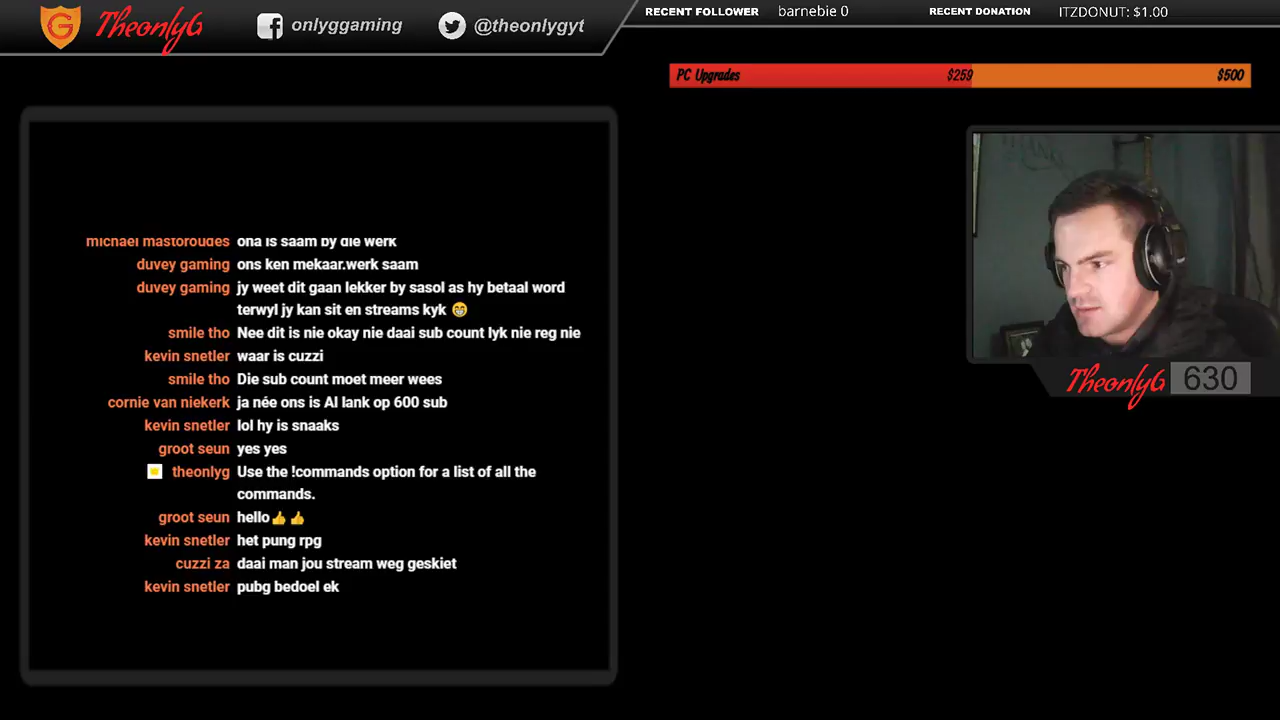 TheonlyG onlyggaming @theonlygyt
RECENT FOLLOWER barnebie 0 RECENT DONATION ITZDONUT: $1.00
PC Upgrades $259 $500
michael mastoroudes ona is saam by die werk
duvey gaming ons ken mekaar.werk saam
duvey gaming jy weet dit gaan lekker by sasol as hy betaal word
terwyl jy kan sit en streams kyk 😁
smile tho Nee dit is nie okay nie daai sub count lyk nie reg nie
kevin snetler waar is cuzzi
smile tho Die sub count moet meer wees
cornie van niekerk ja née ons is Al lank op 600 sub
kevin snetler lol hy is snaaks
groot seun yes yes
theonlyg Use the !commands option for a list of all the
commands.
groot seun hello👍👍
kevin snetler het pung rpg
cuzzi za daai man jou stream weg geskiet
kevin snetler pubg bedoel ek
TheonlyG 630